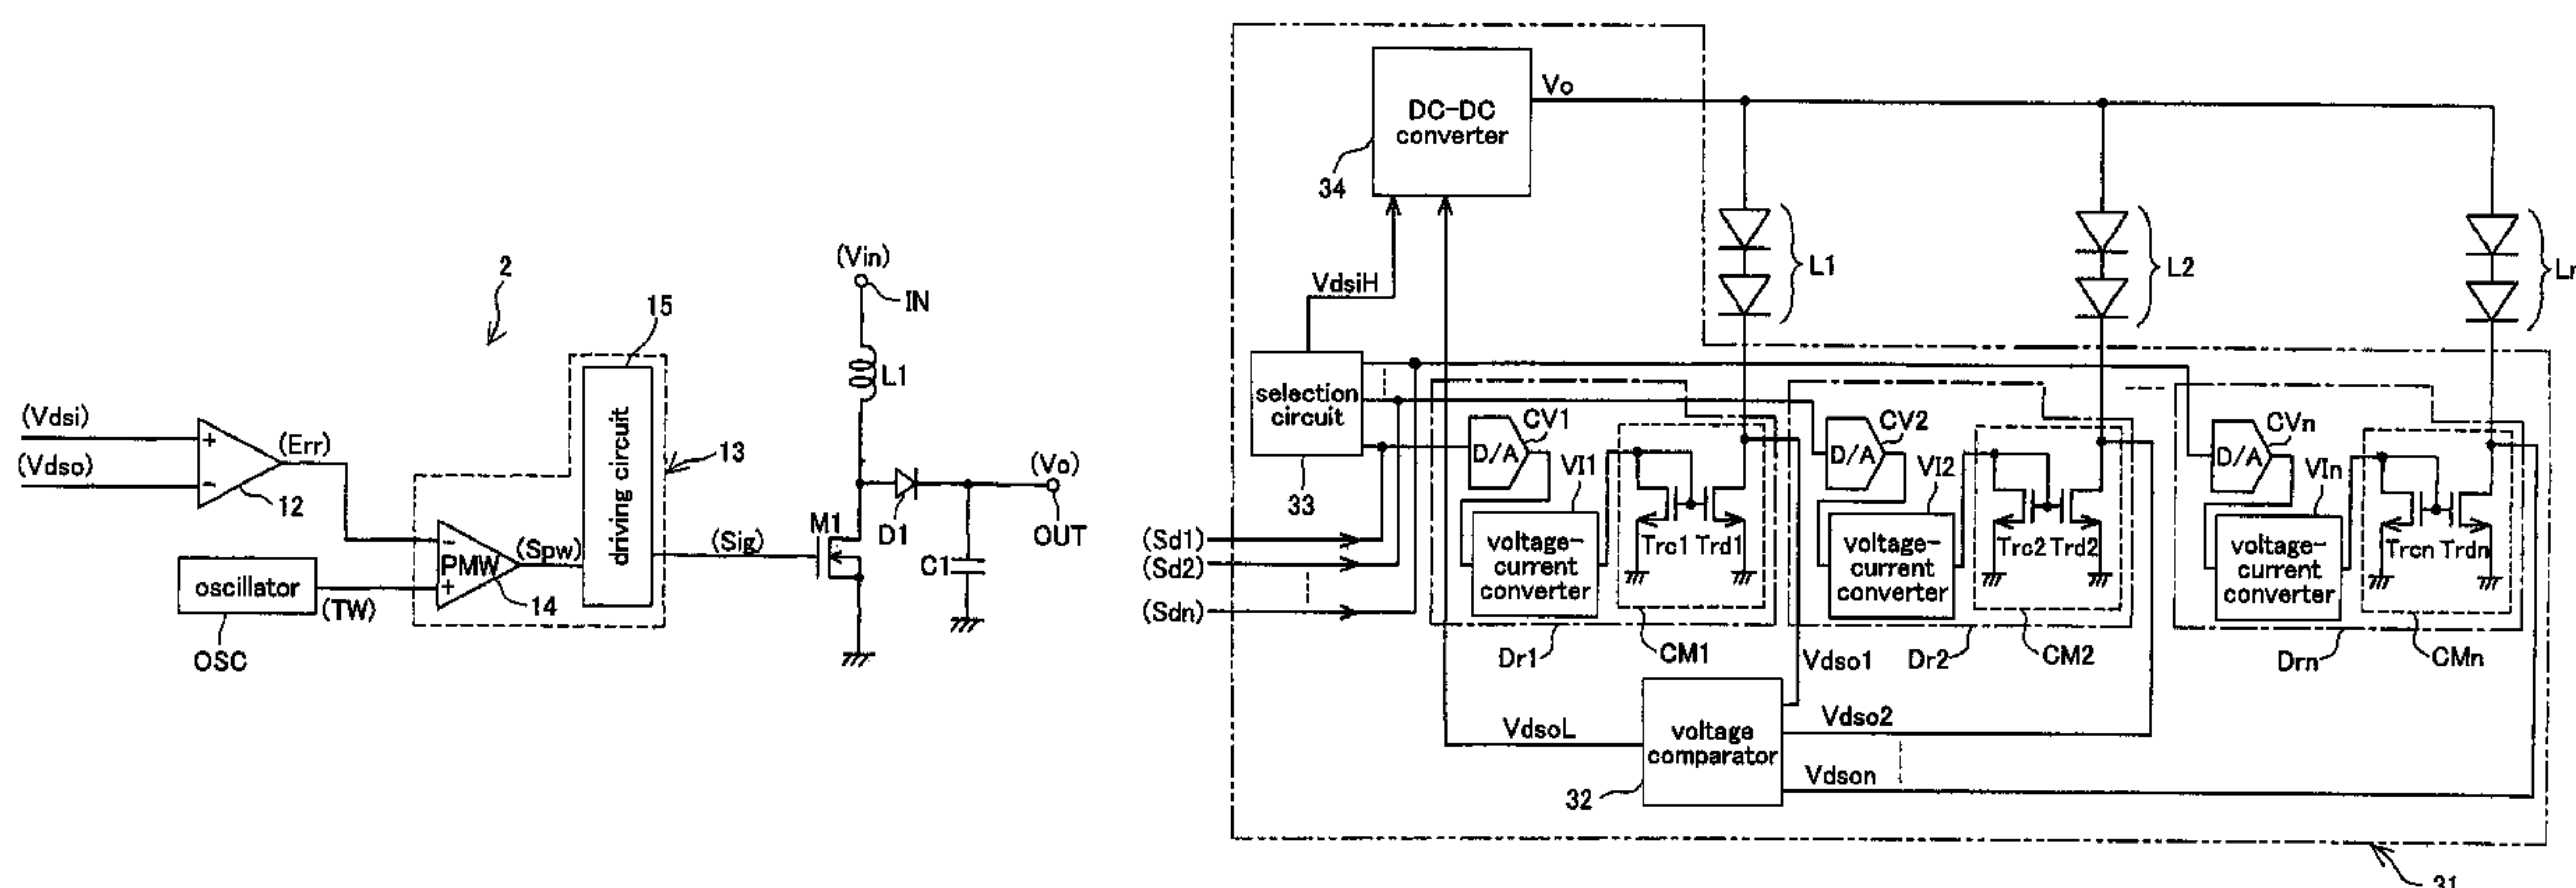 2
(Vdsi)
(Vdso)
+
−
12
(Err)
15
driving circuit
13
oscillator
OSC
(TW)
−
PMW
+
14
(Spw)
(Sig)
(Vin)
IN
L1
M1
D1
C1
(Vo)
OUT
DC-DC
converter
34
Vo
L1
L2
VdsiH
selection
circuit
33
(Sd1)
(Sd2)
(Sdn)
D/A
CV1
VI1
voltage-
current
converter
Trc1 Trd1
Dr1
CM1
D/A
CV2
VI2
voltage-
current
converter
Trc2 Trd2
Dr2
CM2
D/A
CVn
VIn
voltage-
current
converter
Trcn Trdn
Drn
CMn
Vdso1
Vdso2
Vdson
VdsoL
voltage
comparator
32
31